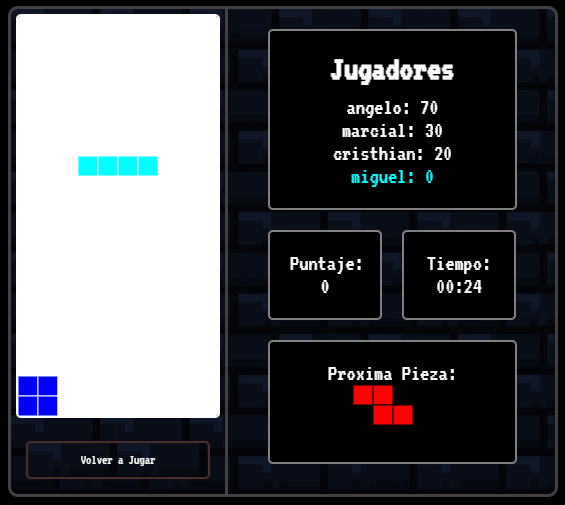 Jugadores
angelo: 70
marcial: 30
cristhian: 20
miguel: 0
Puntaje:
0
Tiempo:
00:24
Proxima Pieza:
Volver a Jugar